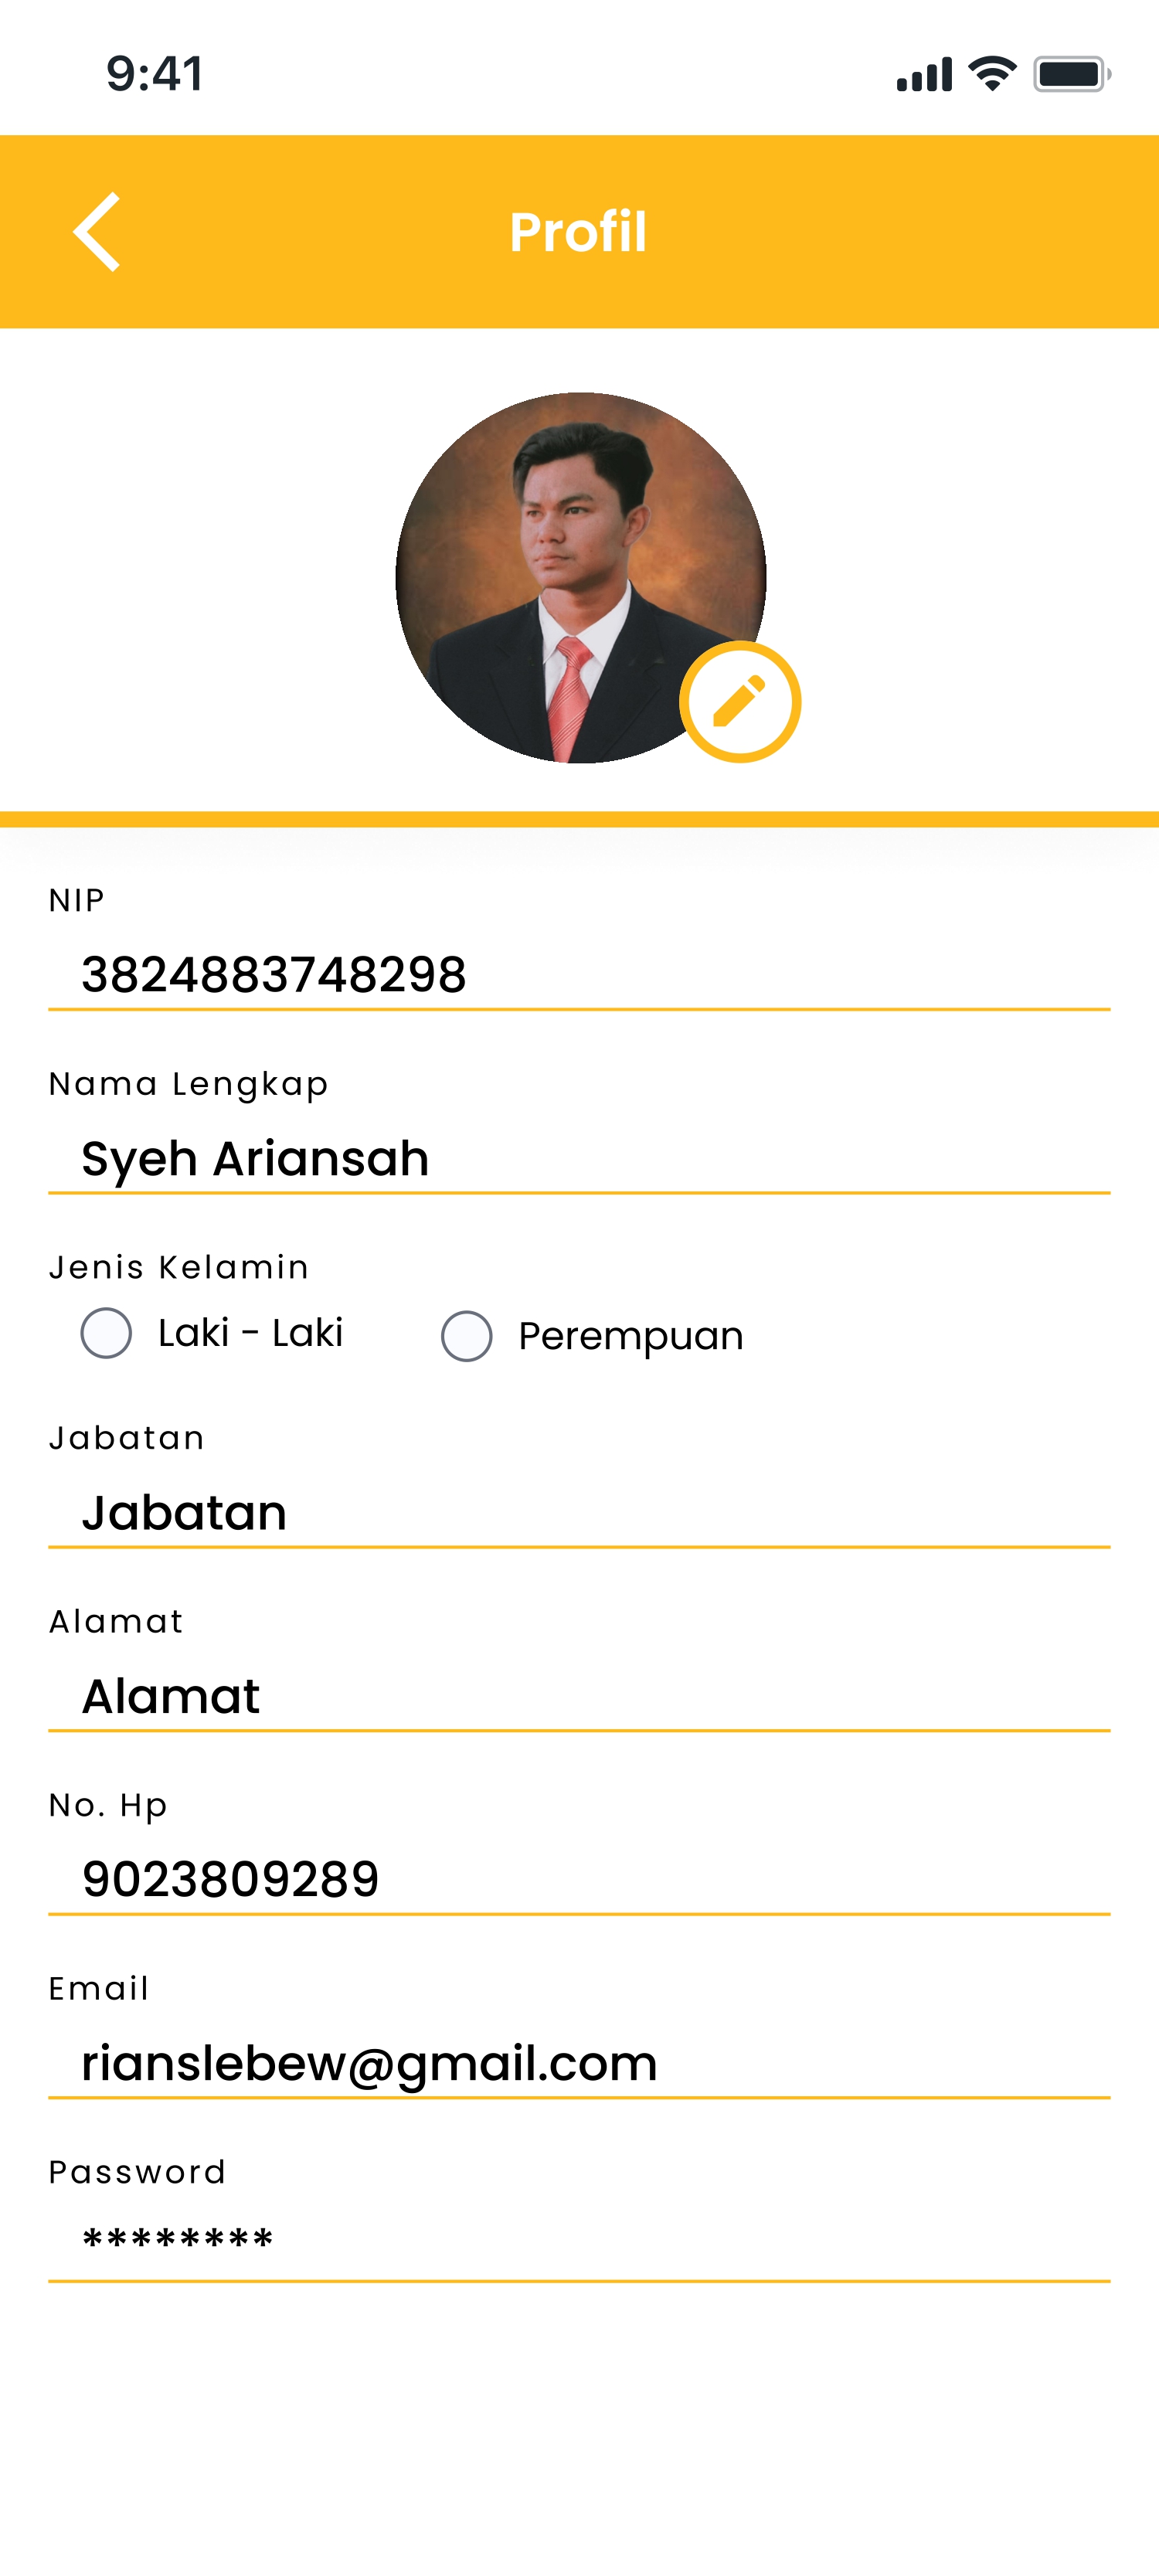 9:41
Profil
NIP
3824883748298
Nama Lengkap
Syeh Ariansah
Jenis Kelamin
Laki - Laki Perempuan
Jabatan
Jabatan
Alamat
Alamat
No. Hp
9023809289
Email
rianslebew@gmail.com
Password
********